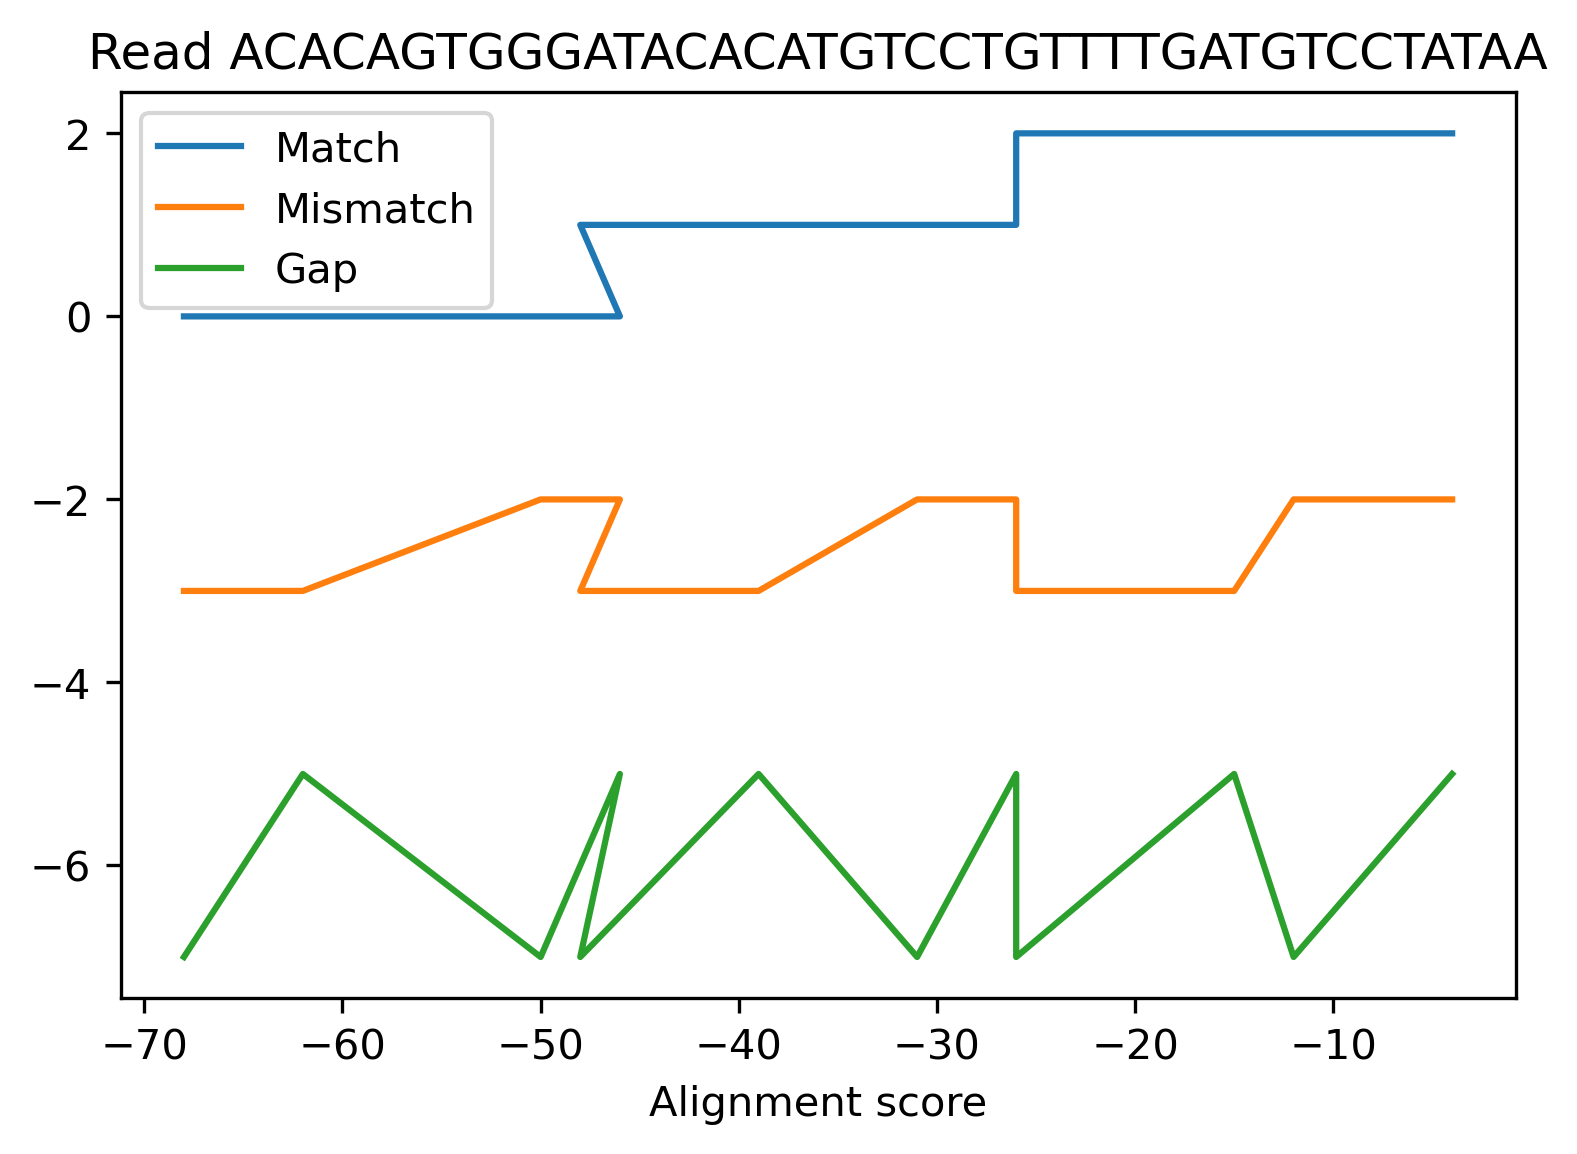 Read ACACAGTGGGATACACATGTCCTGTTTTGATGTCCTATAA
Match
Mismatch
Gap
2
0
−2
−4
−6
−70 −60 −50 −40 −30 −20 −10
Alignment score